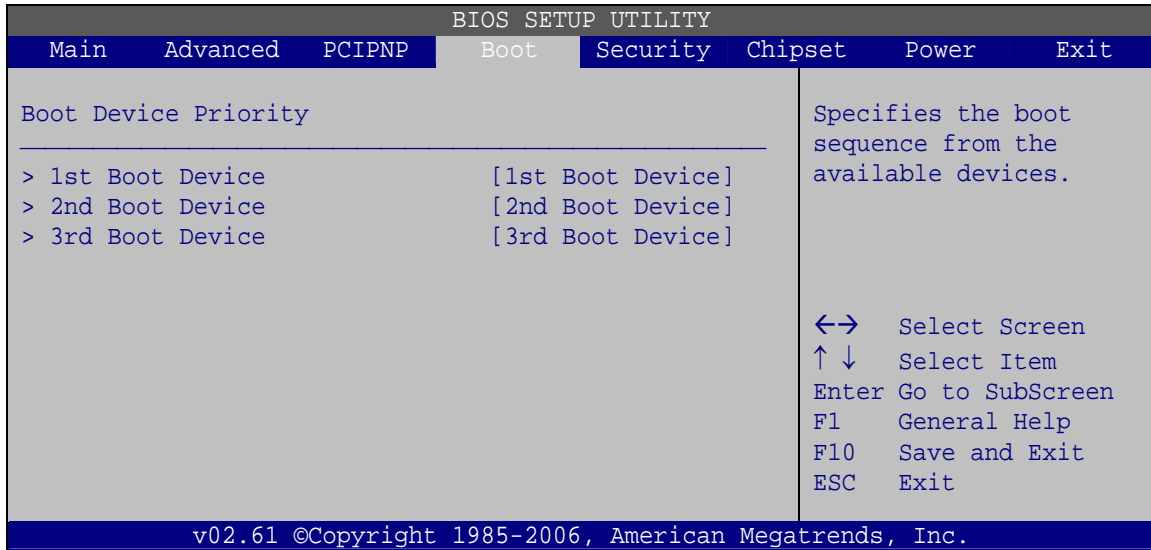 BIOS SETUP UTILITY
Main Advanced PCIPNP Boot Security Chipset Power Exit
Boot Device Priority
> 1st Boot Device [1st Boot Device]
> 2nd Boot Device [2nd Boot Device]
> 3rd Boot Device [3rd Boot Device]
Specifies the boot
sequence from the
available devices.
←→ Select Screen
↑ ↓ Select Item
Enter Go to SubScreen
F1 General Help
F10 Save and Exit
ESC Exit
v02.61 ©Copyright 1985-2006, American Megatrends, Inc.